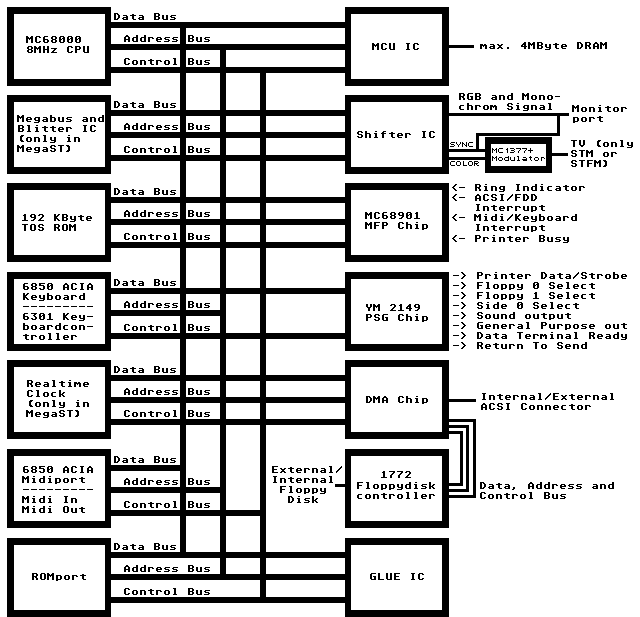 Data Bus
MC68000
8MHz CPU
Address Bus
Control Bus
MCU IC
max. 4MByte DRAM
Megabus and
Blitter IC
(only in
MegaST)
Data Bus
Address Bus
Control Bus
Shifter IC
RGB and Mono-
chrom Signal
Monitor
port
SYNC
COLOR
MC1377+
Modulator
TV (only
STM or
STFM)
192 KByte
TOS ROM
Data Bus
Address Bus
Control Bus
MC68901
MFP Chip
<- Ring Indicator
<- ACSI/FDD
Interrupt
<- Midi/Keyboard
Interrupt
<- Printer Busy
6850 ACIA
Keyboard
---------
6301 Key-
boardcon-
troller
Data Bus
Address Bus
Control Bus
YM 2149
PSG Chip
-> Printer Data/Strobe
-> Floppy 0 Select
-> Floppy 1 Select
-> Side 0 Select
-> Sound output
-> General Purpose out
-> Data Terminal Ready
-> Return To Send
Realtime
Clock
(only in
MegaST)
Data Bus
Address Bus
Control Bus
DMA Chip
Internal/External
ACSI Connector
6850 ACIA
Midiport
---------
Midi In
Midi Out
Data Bus
Address Bus
Control Bus
External/
Internal
Floppy
Disk
1772
Floppydisk
controller
Data, Address and
Control Bus
ROMport
Data Bus
Address Bus
Control Bus
GLUE IC